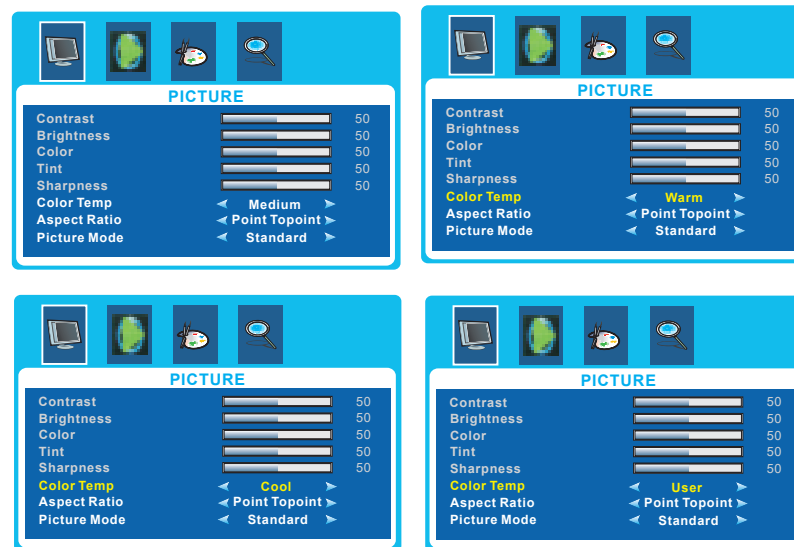 PICTURE
Contrast 50
Brightness 50
Color 50
Tint 50
Sharpness 50
Color Temp Medium
Aspect Ratio Point Topoint
Picture Mode Standard
PICTURE
Contrast 50
Brightness 50
Color 50
Tint 50
Sharpness 50
Color Temp Warm
Aspect Ratio Point Topoint
Picture Mode Standard
PICTURE
Contrast 50
Brightness 50
Color 50
Tint 50
Sharpness 50
Color Temp Cool
Aspect Ratio Point Topoint
Picture Mode Standard
PICTURE
Contrast 50
Brightness 50
Color 50
Tint 50
Sharpness 50
Color Temp User
Aspect Ratio Point Topoint
Picture Mode Standard